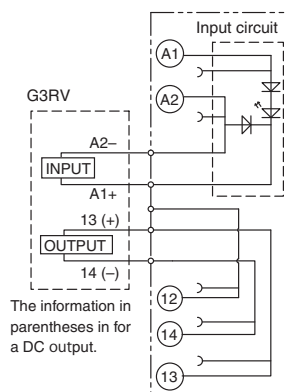 Input circuit
A1
A2
G3RV
A2–
INPUT
A1+
13 (+)
OUTPUT
14 (–)
12
14
13
The information in
parentheses in for
a DC output.